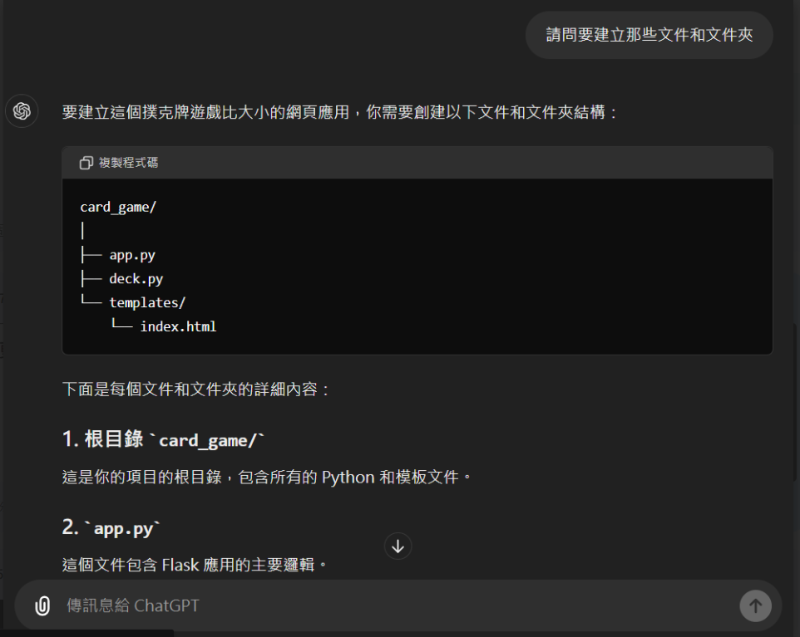 請問要建立那些文件和文件夾
要建立這個撲克牌遊戲比大小的網頁應用，你需要創建以下文件和文件夾結構：
複製程式碼
card_game/
│
├── app.py
├── deck.py
└── templates/
    └── index.html
下面是每個文件和文件夾的詳細內容：
1. 根目錄 `card_game/`
這是你的項目的根目錄，包含所有的 Python 和模板文件。
2. `app.py`
這個文件包含 Flask 應用的主要邏輯。
傳訊息給 ChatGPT